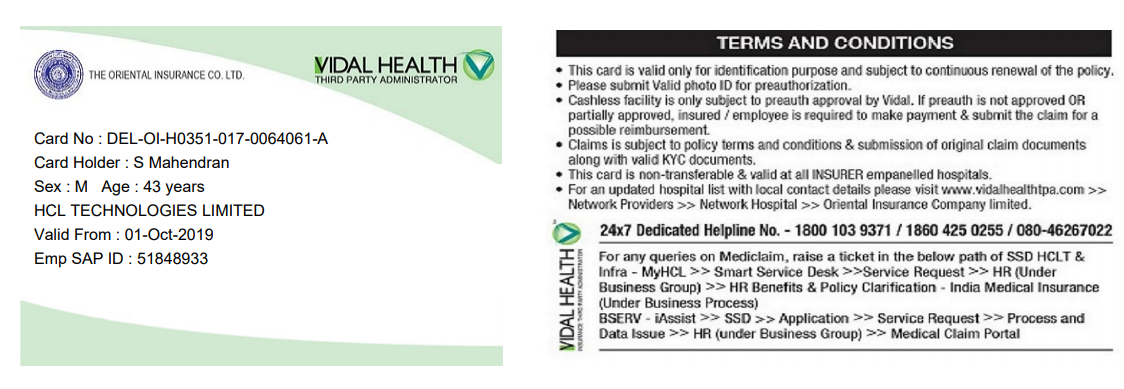 THE ORIENTAL INSURANCE CO. LTD.
VIDAL HEALTH
THIRD PARTY ADMINISTRATOR
Card No : DEL-OI-H0351-017-0064061-A
Card Holder : S Mahendran
Sex : M   Age : 43 years
HCL TECHNOLOGIES LIMITED
Valid From : 01-Oct-2019
Emp SAP ID : 51848933
TERMS AND CONDITIONS
• This card is valid only for identification purpose and subject to continuous renewal of the policy.
• Please submit Valid photo ID for preauthorization.
• Cashless facility is only subject to preauth approval by Vidal. If preauth is not approved OR
partially approved, insured / employee is required to make payment & submit the claim for a
possible reimbursement.
• Claims is subject to policy terms and conditions & submission of original claim documents
along with valid KYC documents.
• This card is non-transferable & valid at all INSURER empanelled hospitals.
• For an updated hospital list with local contact details please visit www.vidalhealthtpa.com >>
Network Providers >> Network Hospital >> Oriental Insurance Company limited.
24x7 Dedicated Helpline No. - 1800 103 9371 / 1860 425 0255 / 080-46267022
VIDAL HEALTH
INSURANCE THIRD PARTY ADMINISTRATOR
For any queries on Mediclaim, raise a ticket in the below path of SSD HCLT &
Infra - MyHCL >> Smart Service Desk >>Service Request >> HR (Under
Business Group) >> HR Benefits & Policy Clarification - India Medical Insurance
(Under Business Process)
BSERV - iAssist >> SSD >> Application >> Service Request >> Process and
Data Issue >> HR (under Business Group) >> Medical Claim Portal